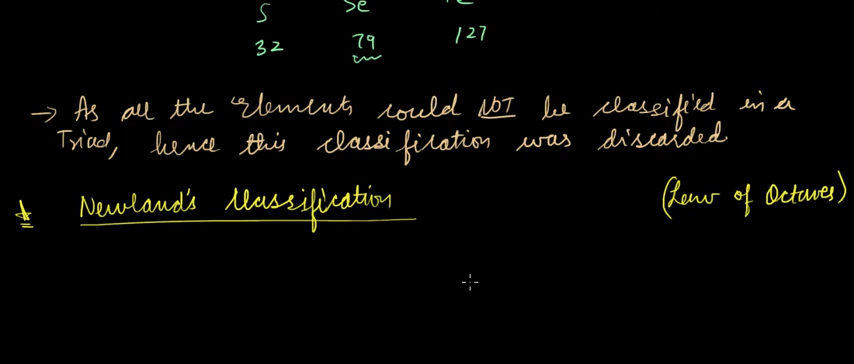 S Se
32 79 127
→ As all the Elements could NOT be classified in a
Triad, hence this classification was discarded
* Newland's Classification (Law of Octaves)